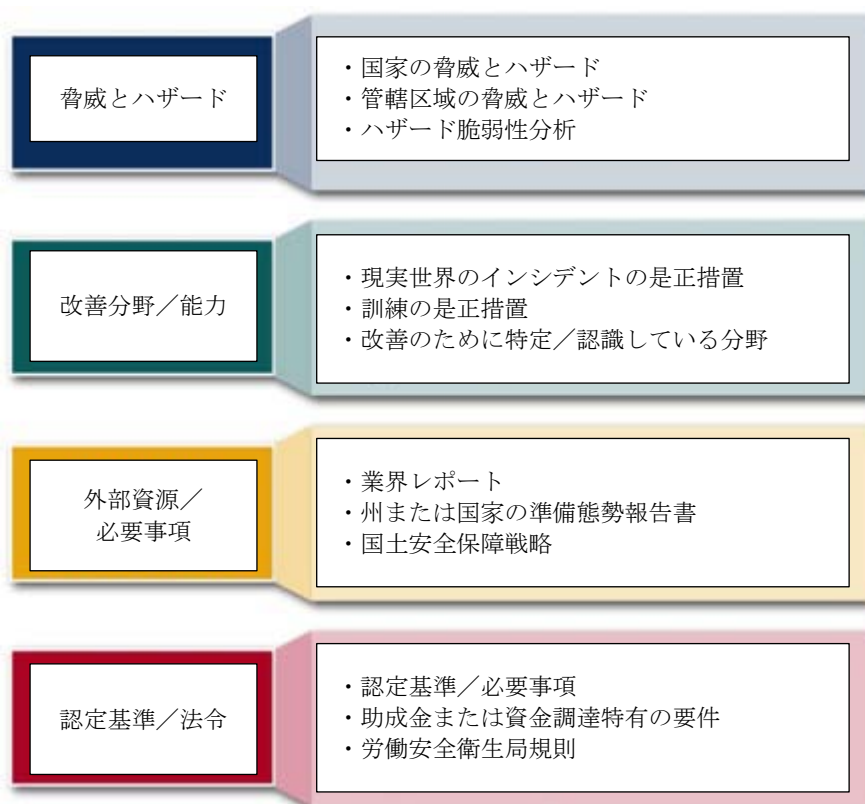 脅威とハザード
・国家の脅威とハザード
・管轄区域の脅威とハザード
・ハザード脆弱性分析
改善分野／能力
・現実世界のインシデントの是正措置
・訓練の是正措置
・改善のために特定／認識している分野
外部資源／
必要事項
・業界レポート
・州または国家の準備態勢報告書
・国土安全保障戦略
認定基準／法令
・認定基準／必要事項
・助成金または資金調達特有の要件
・労働安全衛生局規則